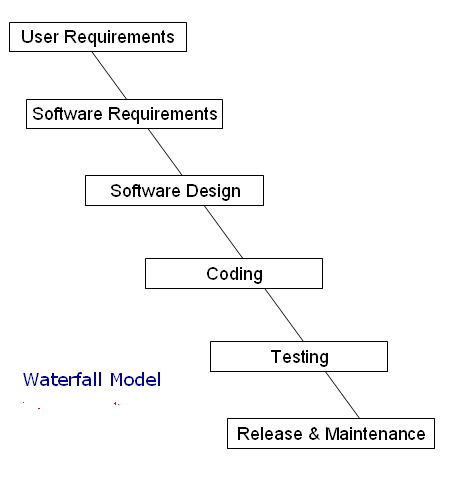 User Requirements
Software Requirements
Software Design
Coding
Testing
Waterfall Model
Release & Maintenance